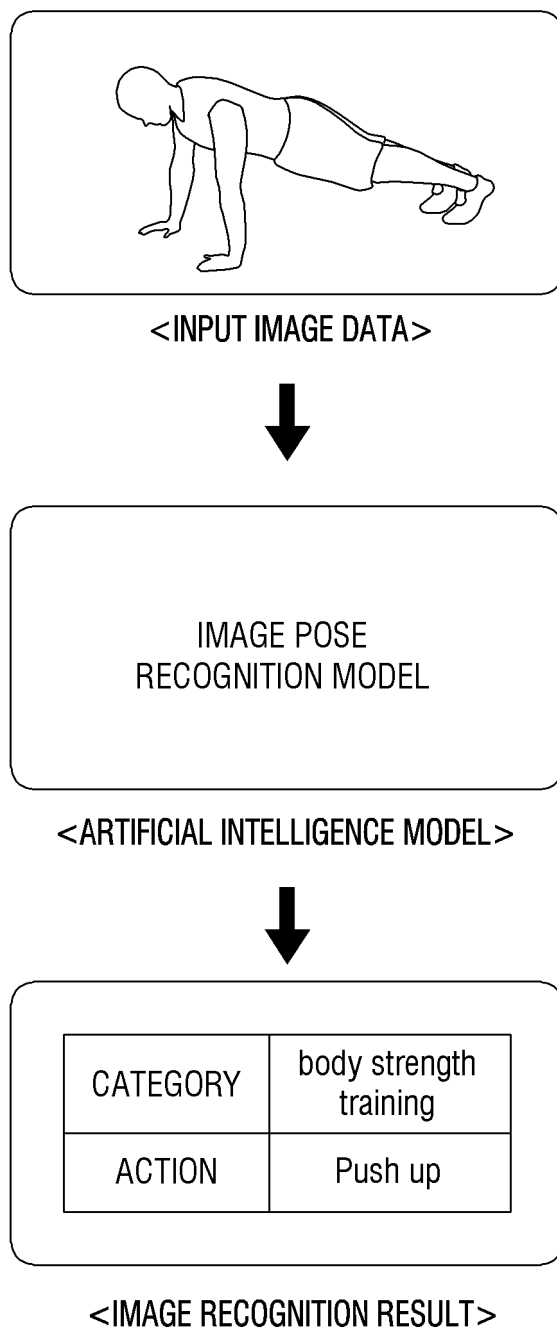 <INPUT IMAGE DATA>
IMAGE POSE
RECOGNITION MODEL
<ARTIFICIAL INTELLIGENCE MODEL>
CATEGORY
body strength
training
ACTION
Push up
<IMAGE RECOGNITION RESULT>